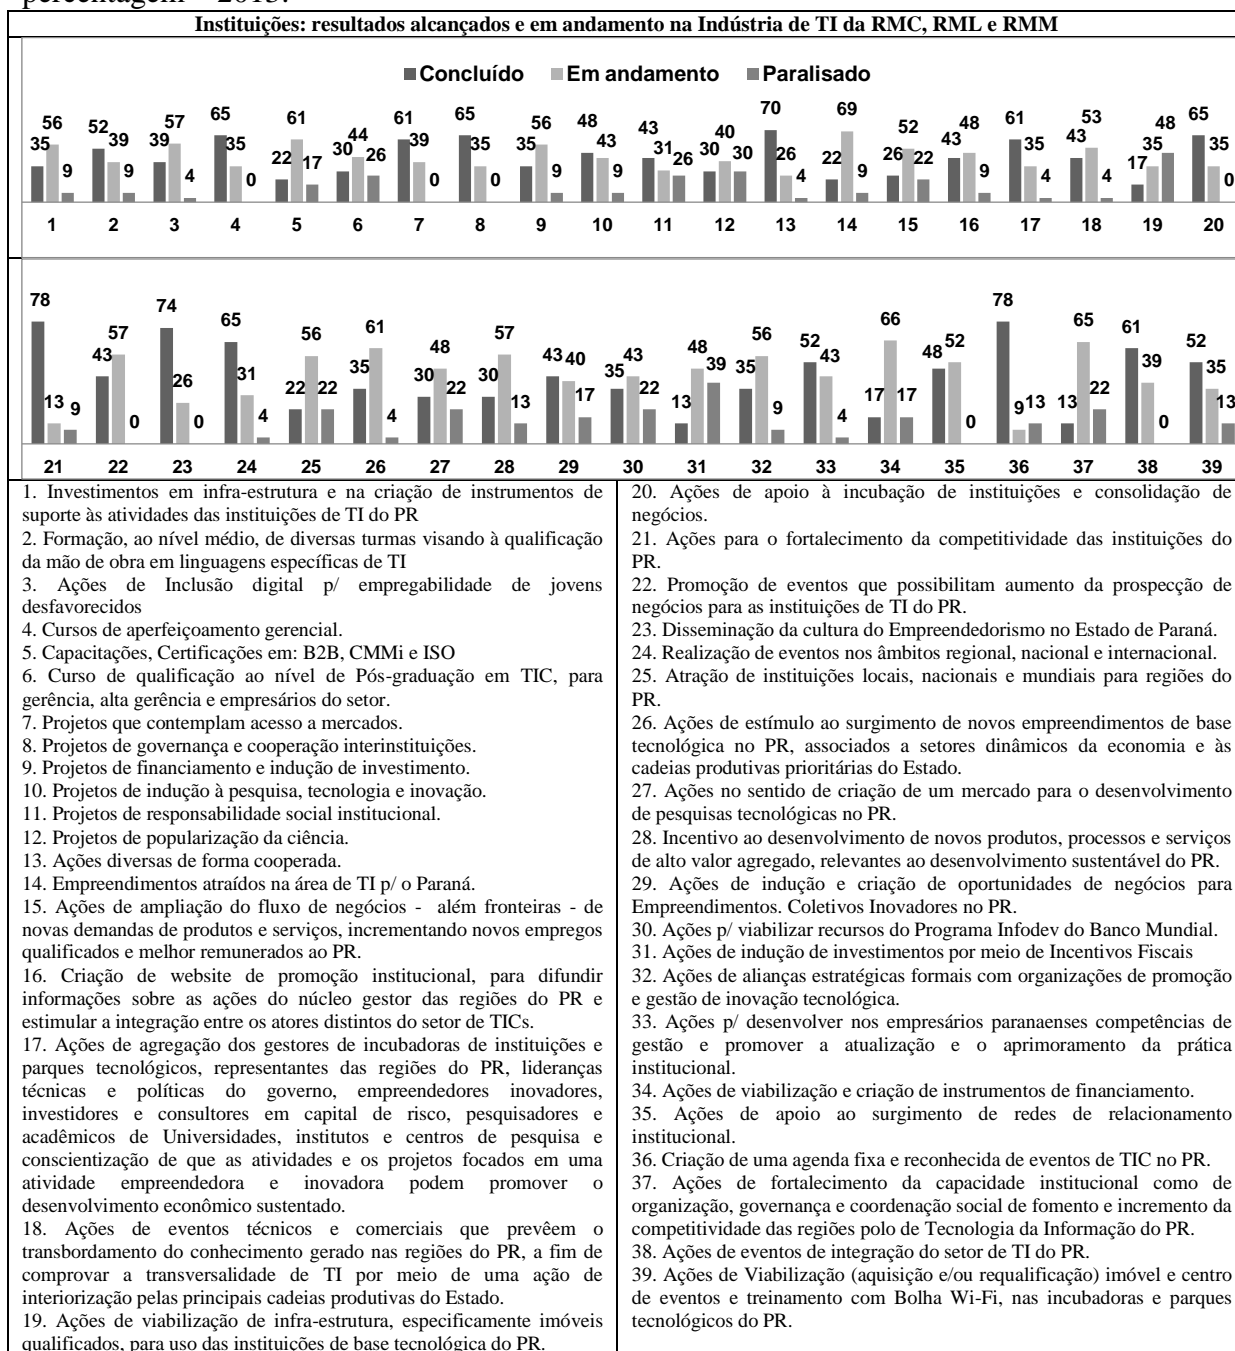 percentagem – 2013.
Instituições: resultados alcançados e em andamento na Indústria de TI da RMC, RML e RMM
Concluído Em andamento Paralisado
35 56 9 52 39 9 39 57 4 65 35 0 22 61 17 30 44 26 61 39 0 65 35 0 35 56 9 48 43 9 43 31 26 30 40 30 70 26 4 22 69 9 26 52 22 43 48 9 61 35 4 43 53 4 17 35 48 65 35 0
1 2 3 4 5 6 7 8 9 10 11 12 13 14 15 16 17 18 19 20
78 13 9 43 57 0 74 26 0 65 31 4 22 56 22 35 61 4 30 48 22 30 57 13 43 40 17 35 43 22 13 48 39 35 56 9 52 43 4 17 66 17 48 52 0 78 9 13 13 65 22 61 39 0 52 35 13
21 22 23 24 25 26 27 28 29 30 31 32 33 34 35 36 37 38 39
1. Investimentos em infra-estrutura e na criação de instrumentos de
suporte às atividades das instituições de TI do PR
2. Formação, ao nível médio, de diversas turmas visando à qualificação
da mão de obra em linguagens específicas de TI
3. Ações de Inclusão digital p/ empregabilidade de jovens
desfavorecidos
4. Cursos de aperfeiçoamento gerencial.
5. Capacitações, Certificações em: B2B, CMMi e ISO
6. Curso de qualificação ao nível de Pós-graduação em TIC, para
gerência, alta gerência e empresários do setor.
7. Projetos que contemplam acesso a mercados.
8. Projetos de governança e cooperação interinstituições.
9. Projetos de financiamento e indução de investimento.
10. Projetos de indução à pesquisa, tecnologia e inovação.
11. Projetos de responsabilidade social institucional.
12. Projetos de popularização da ciência.
13. Ações diversas de forma cooperada.
14. Empreendimentos atraídos na área de TI p/ o Paraná.
15. Ações de ampliação do fluxo de negócios - além fronteiras - de
novas demandas de produtos e serviços, incrementando novos empregos
qualificados e melhor remunerados ao PR.
16. Criação de website de promoção institucional, para difundir
informações sobre as ações do núcleo gestor das regiões do PR e
estimular a integração entre os atores distintos do setor de TICs.
17. Ações de agregação dos gestores de incubadoras de instituições e
parques tecnológicos, representantes das regiões do PR, lideranças
técnicas e políticas do governo, empreendedores inovadores,
investidores e consultores em capital de risco, pesquisadores e
acadêmicos de Universidades, institutos e centros de pesquisa e
conscientização de que as atividades e os projetos focados em uma
atividade empreendedora e inovadora podem promover o
desenvolvimento econômico sustentado.
18. Ações de eventos técnicos e comerciais que prevêem o
transbordamento do conhecimento gerado nas regiões do PR, a fim de
comprovar a transversalidade de TI por meio de uma ação de
interiorização pelas principais cadeias produtivas do Estado.
19. Ações de viabilização de infra-estrutura, especificamente imóveis
qualificados, para uso das instituições de base tecnológica do PR.
20. Ações de apoio à incubação de instituições e consolidação de
negócios.
21. Ações para o fortalecimento da competitividade das instituições do
PR.
22. Promoção de eventos que possibilitam aumento da prospecção de
negócios para as instituições de TI do PR.
23. Disseminação da cultura do Empreendedorismo no Estado de Paraná.
24. Realização de eventos nos âmbitos regional, nacional e internacional.
25. Atração de instituições locais, nacionais e mundiais para regiões do
PR.
26. Ações de estímulo ao surgimento de novos empreendimentos de base
tecnológica no PR, associados a setores dinâmicos da economia e às
cadeias produtivas prioritárias do Estado.
27. Ações no sentido de criação de um mercado para o desenvolvimento
de pesquisas tecnológicas no PR.
28. Incentivo ao desenvolvimento de novos produtos, processos e serviços
de alto valor agregado, relevantes ao desenvolvimento sustentável do PR.
29. Ações de indução e criação de oportunidades de negócios para
Empreendimentos. Coletivos Inovadores no PR.
30. Ações p/ viabilizar recursos do Programa Infodev do Banco Mundial.
31. Ações de indução de investimentos por meio de Incentivos Fiscais
32. Ações de alianças estratégicas formais com organizações de promoção
e gestão de inovação tecnológica.
33. Ações p/ desenvolver nos empresários paranaenses competências de
gestão e promover a atualização e o aprimoramento da prática
institucional.
34. Ações de viabilização e criação de instrumentos de financiamento.
35. Ações de apoio ao surgimento de redes de relacionamento
institucional.
36. Criação de uma agenda fixa e reconhecida de eventos de TIC no PR.
37. Ações de fortalecimento da capacidade institucional como de
organização, governança e coordenação social de fomento e incremento da
competitividade das regiões polo de Tecnologia da Informação do PR.
38. Ações de eventos de integração do setor de TI do PR.
39. Ações de Viabilização (aquisição e/ou requalificação) imóvel e centro
de eventos e treinamento com Bolha Wi-Fi, nas incubadoras e parques
tecnológicos do PR.